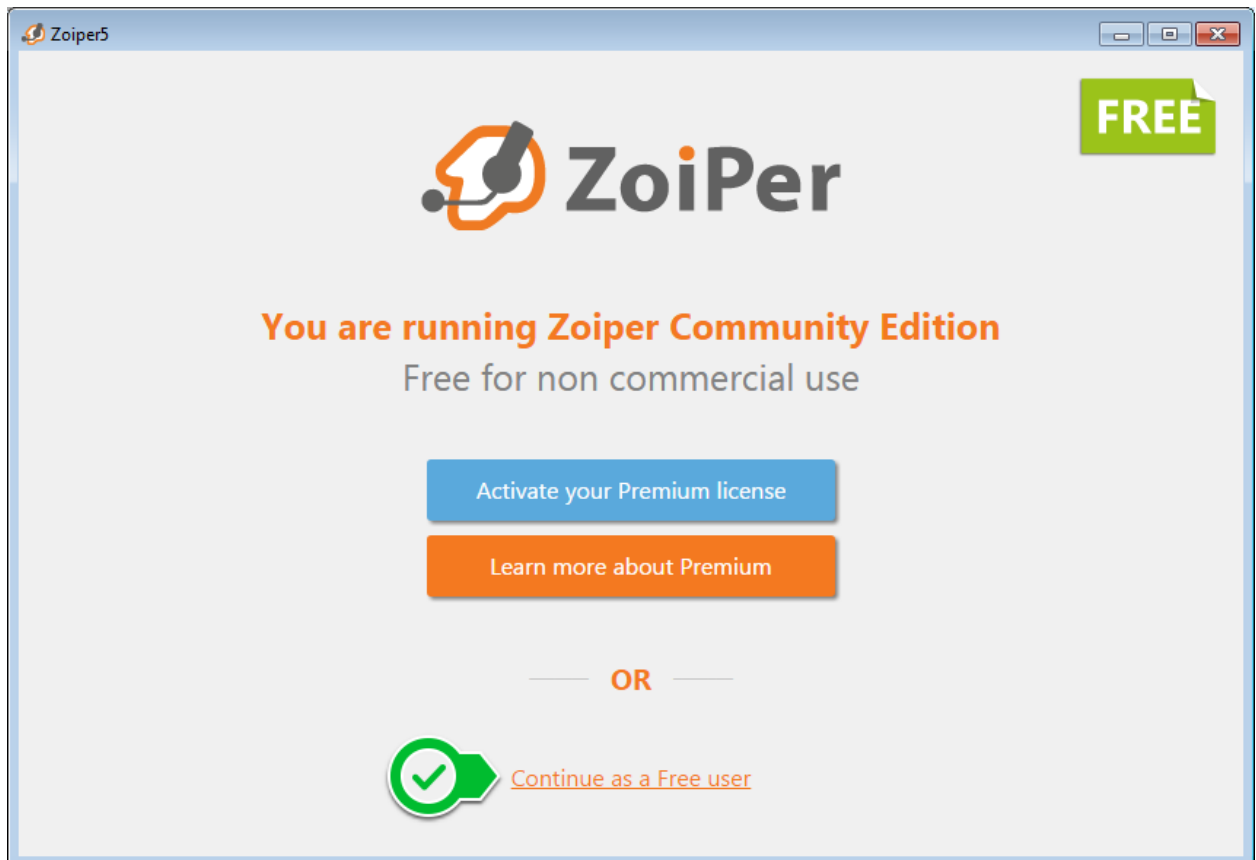 Zoiper5
FREE
ZoiPer
You are running Zoiper Community Edition
Free for non commercial use
Activate your Premium license
Learn more about Premium
OR
Continue as a Free user